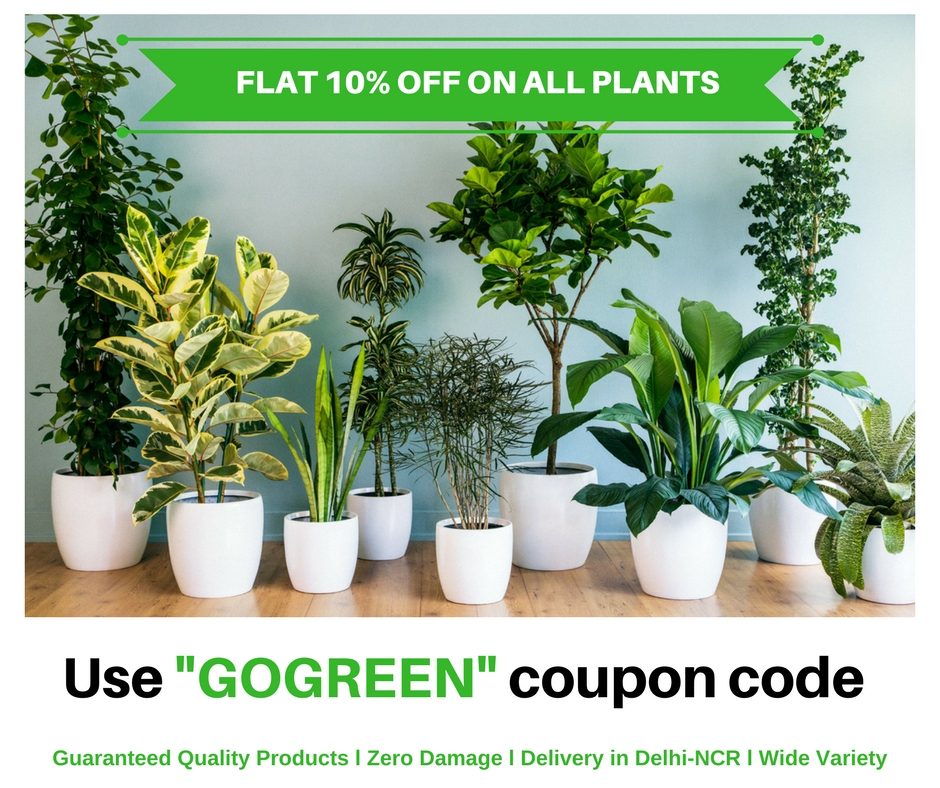 FLAT 10% OFF ON ALL PLANTS
Use "GOGREEN" coupon code
Guaranteed Quality Products l Zero Damage l Delivery in Delhi-NCR l Wide Variety